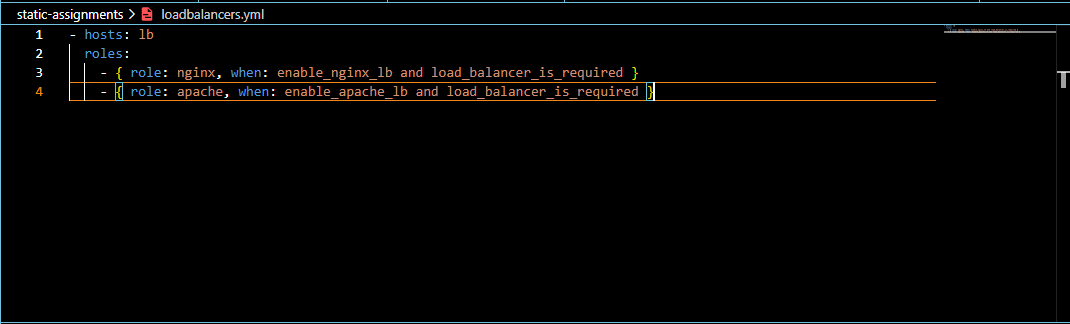 static-assignments > loadbalancers.yml
1 - hosts: lb
2   roles:
3     - { role: nginx, when: enable_nginx_lb and load_balancer_is_required }
4     - { role: apache, when: enable_apache_lb and load_balancer_is_required }